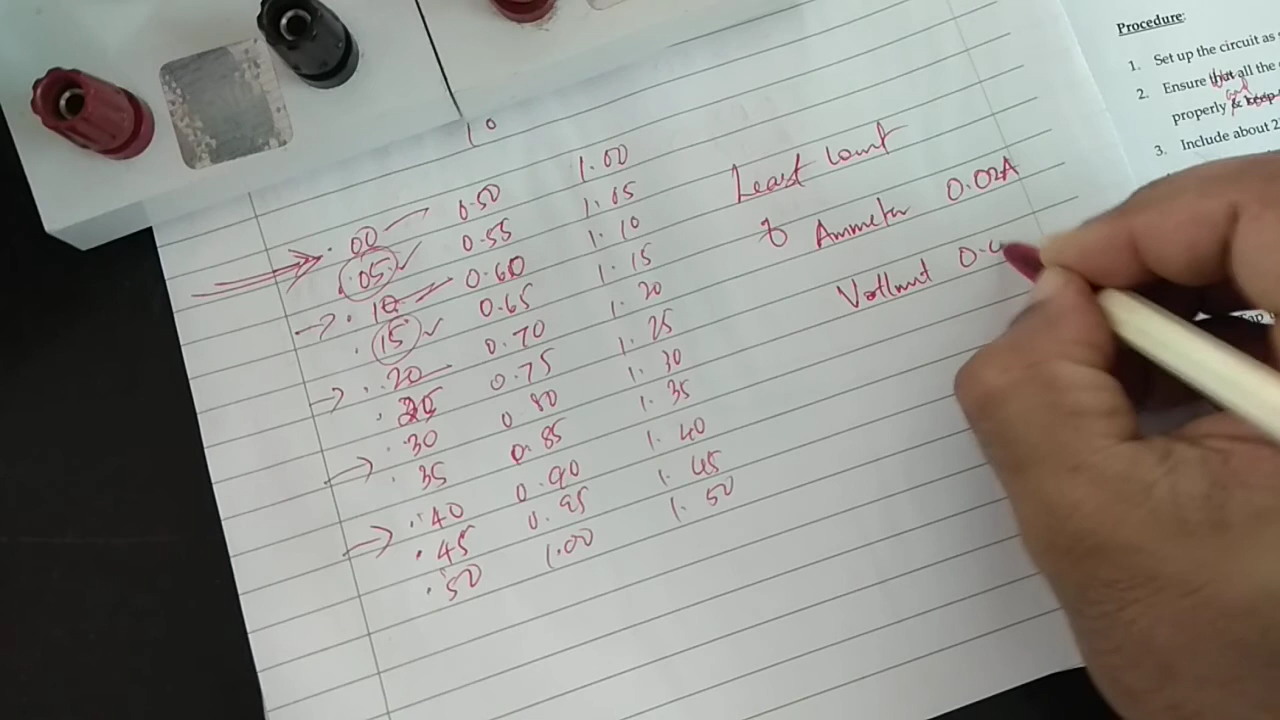 10
.00 0.50 1.00
.05 0.55 1.05
.10 0.60 1.10
.15 0.65 1.15
.20 0.70 1.20
.25 0.75 1.25
.30 0.80 1.30
.35 0.85 1.35
.40 0.90 1.40
.45 0.95 1.45
.50 1.00 1.50
Least Count
Ammeter 0.02A
0.
Procedure:
1. Set up the circuit as
2. Ensure that all the
and
properly & keep
3. Include about 2